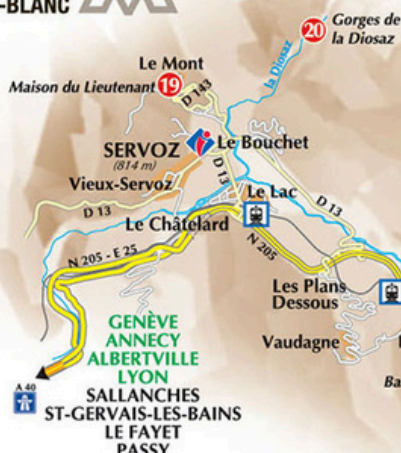 -BLANC
20
Gorges de
la Diosaz
la Diosaz
Le Mont
Maison du Lieutenant
19
D 143
SERVOZ
(814 m)
Le Bouchet
Vieux-Servoz
D 13
D 13
Le Lac
D 13
Le Châtelard
N 205
N 205 - E 25
Les Plans
Dessous
Vaudagne
GENÈVE
ANNECY
ALBERTVILLE
LYON
A 40
SALLANCHES
ST-GERVAIS-LES-BAINS
LE FAYET
PASSY
Ba